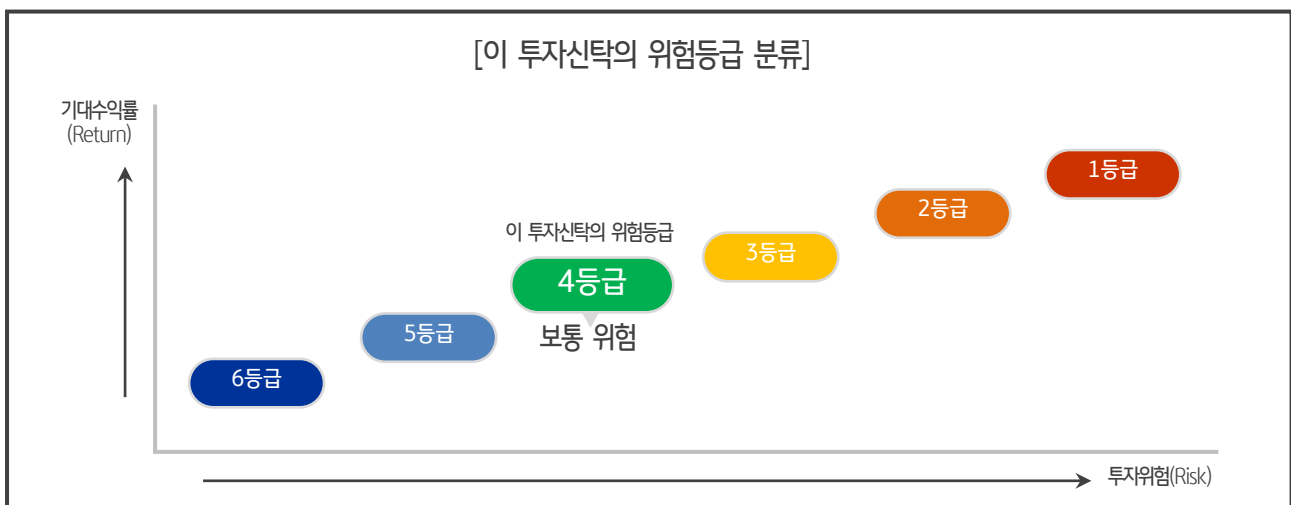 [이 투자신탁의 위험등급 분류]
기대수익률
(Return)
1등급
2등급
이 투자신탁의 위험등급
3등급
4등급
5등급
보통 위험
6등급
투자위험(Risk)